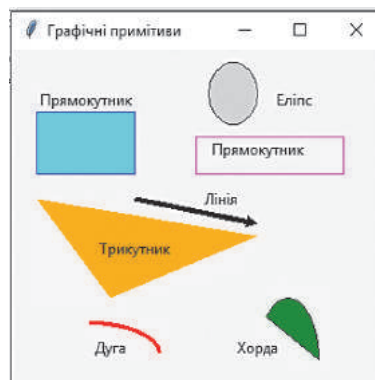 Графічні примітиви
Прямокутник
Еліпс
Прямокутник
Лінія
Трикутник
Дуга
Хорда